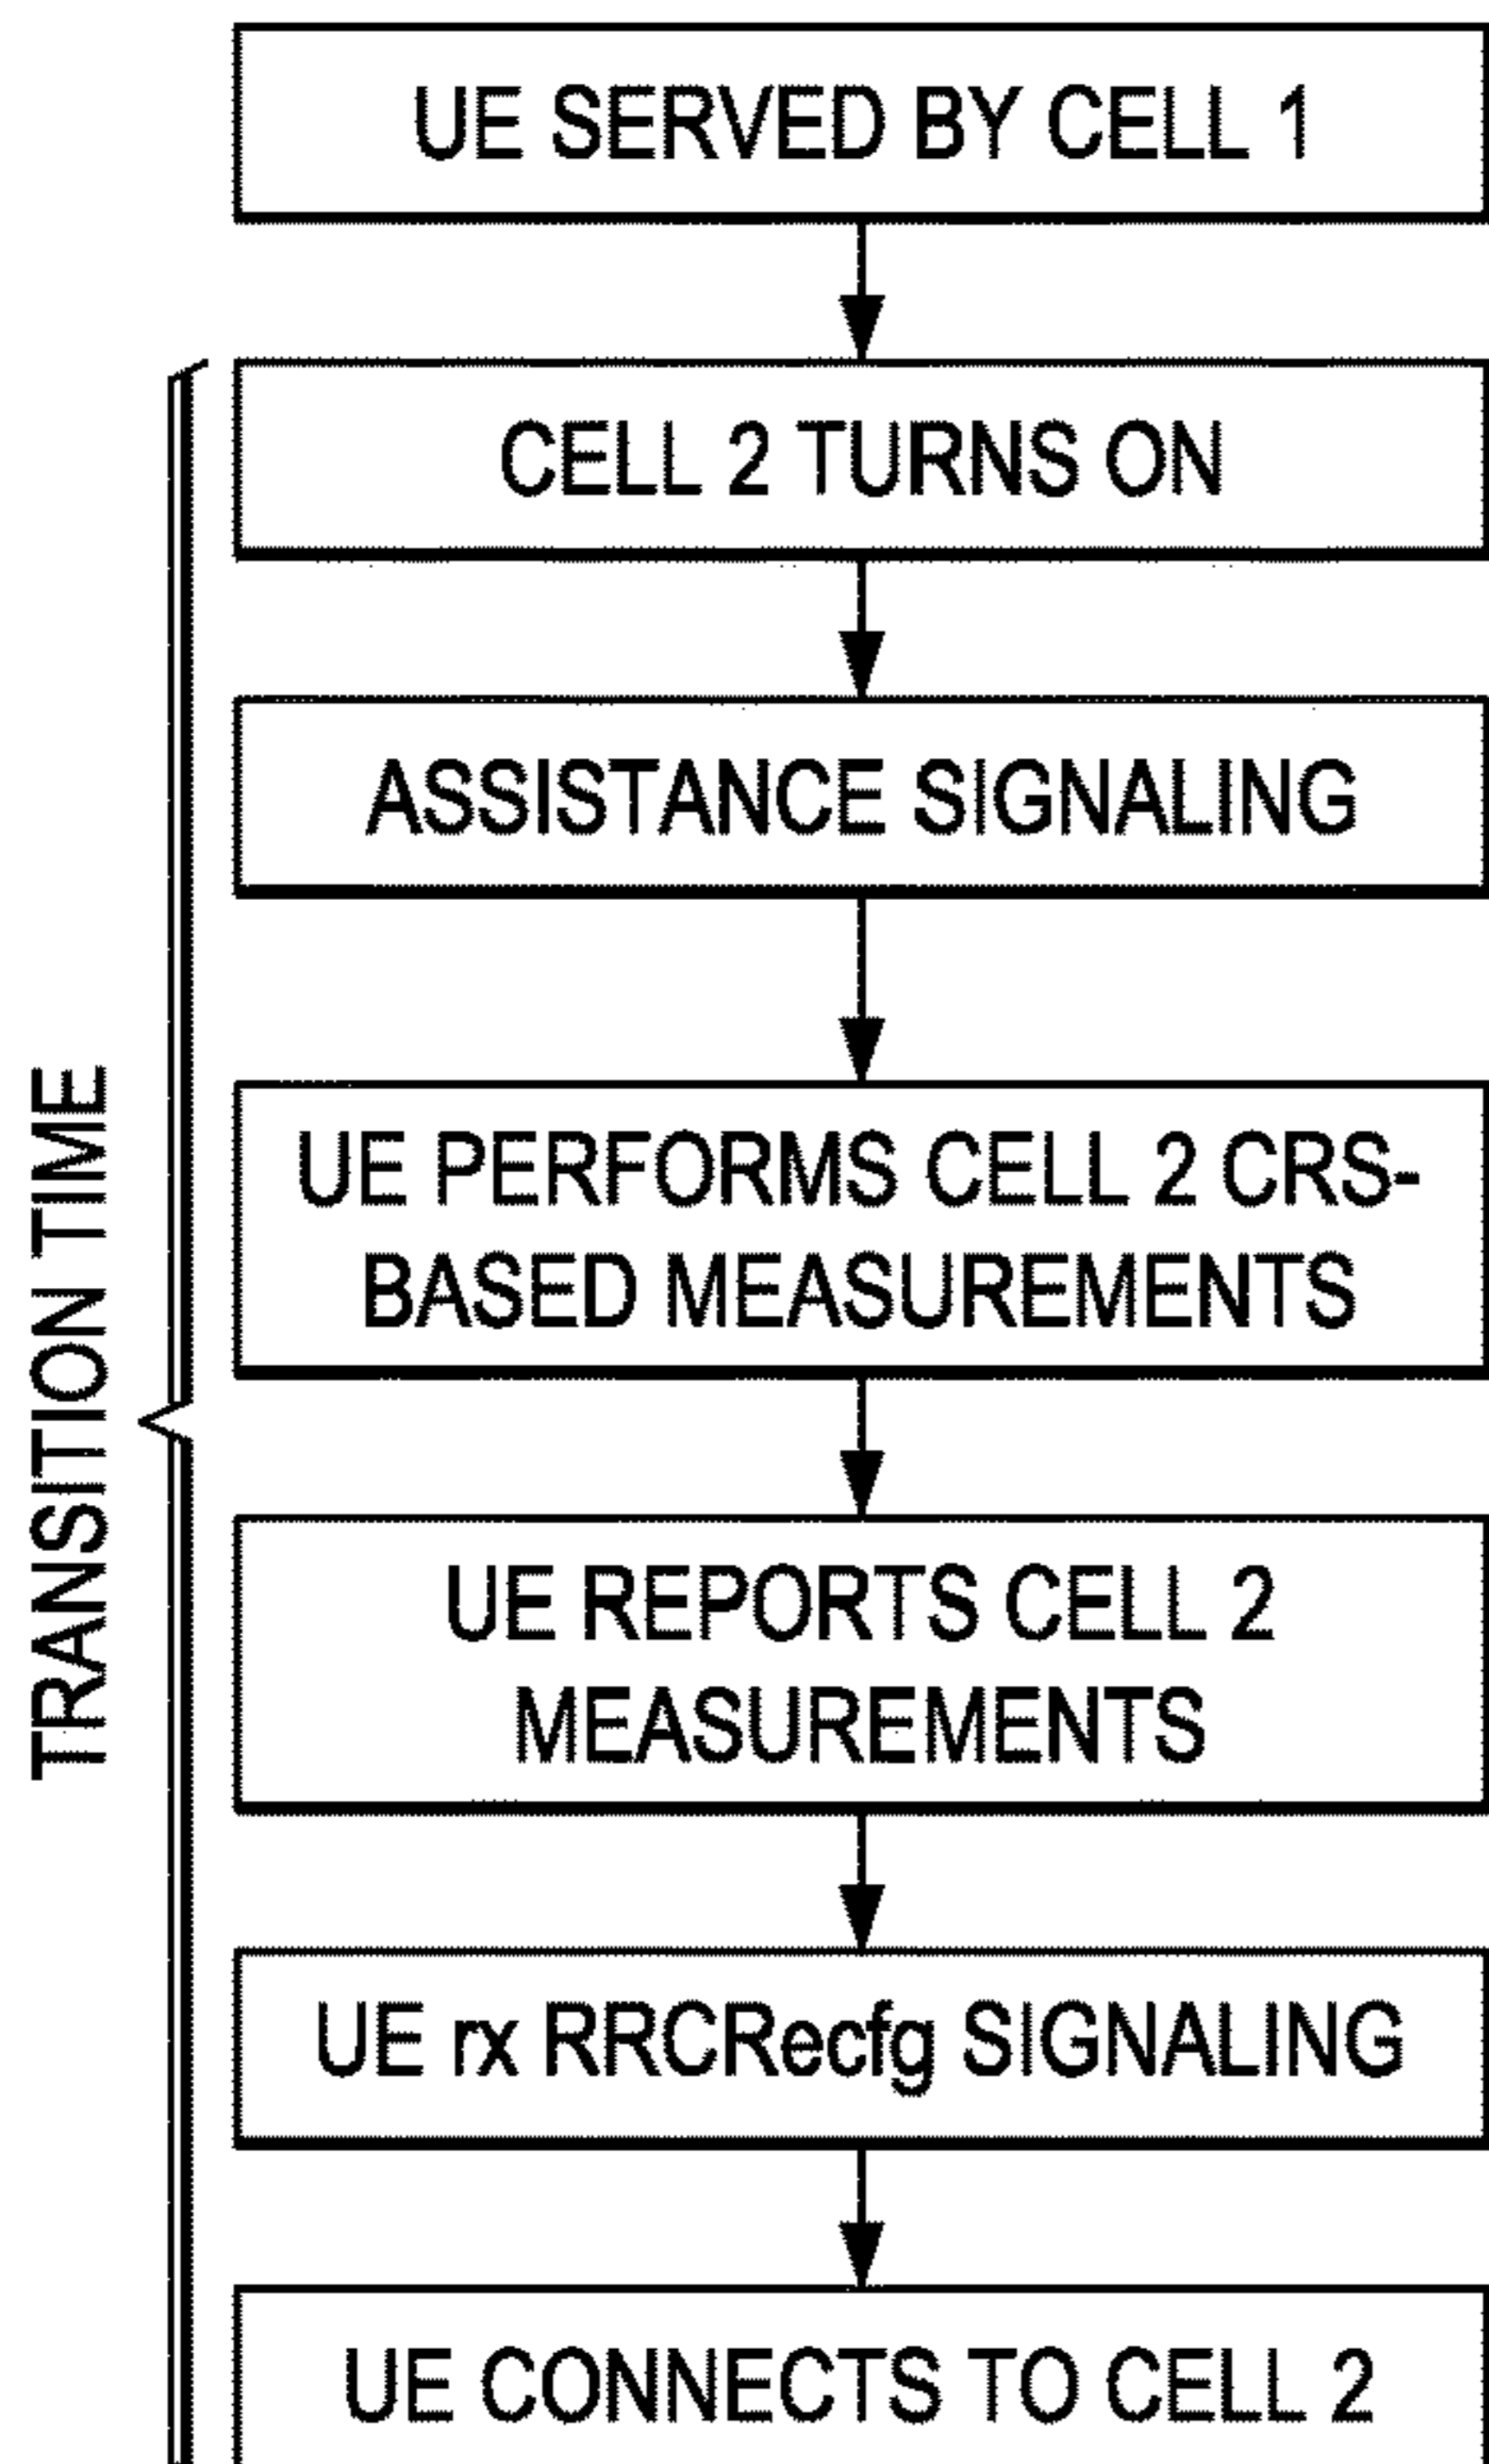 UE SERVED BY CELL 1
CELL 2 TURNS ON
ASSISTANCE SIGNALING
UE PERFORMS CELL 2 CRS-
BASED MEASUREMENTS
UE REPORTS CELL 2
MEASUREMENTS
UE rx RRCRecfg SIGNALING
UE CONNECTS TO CELL 2
TRANSITION TIME